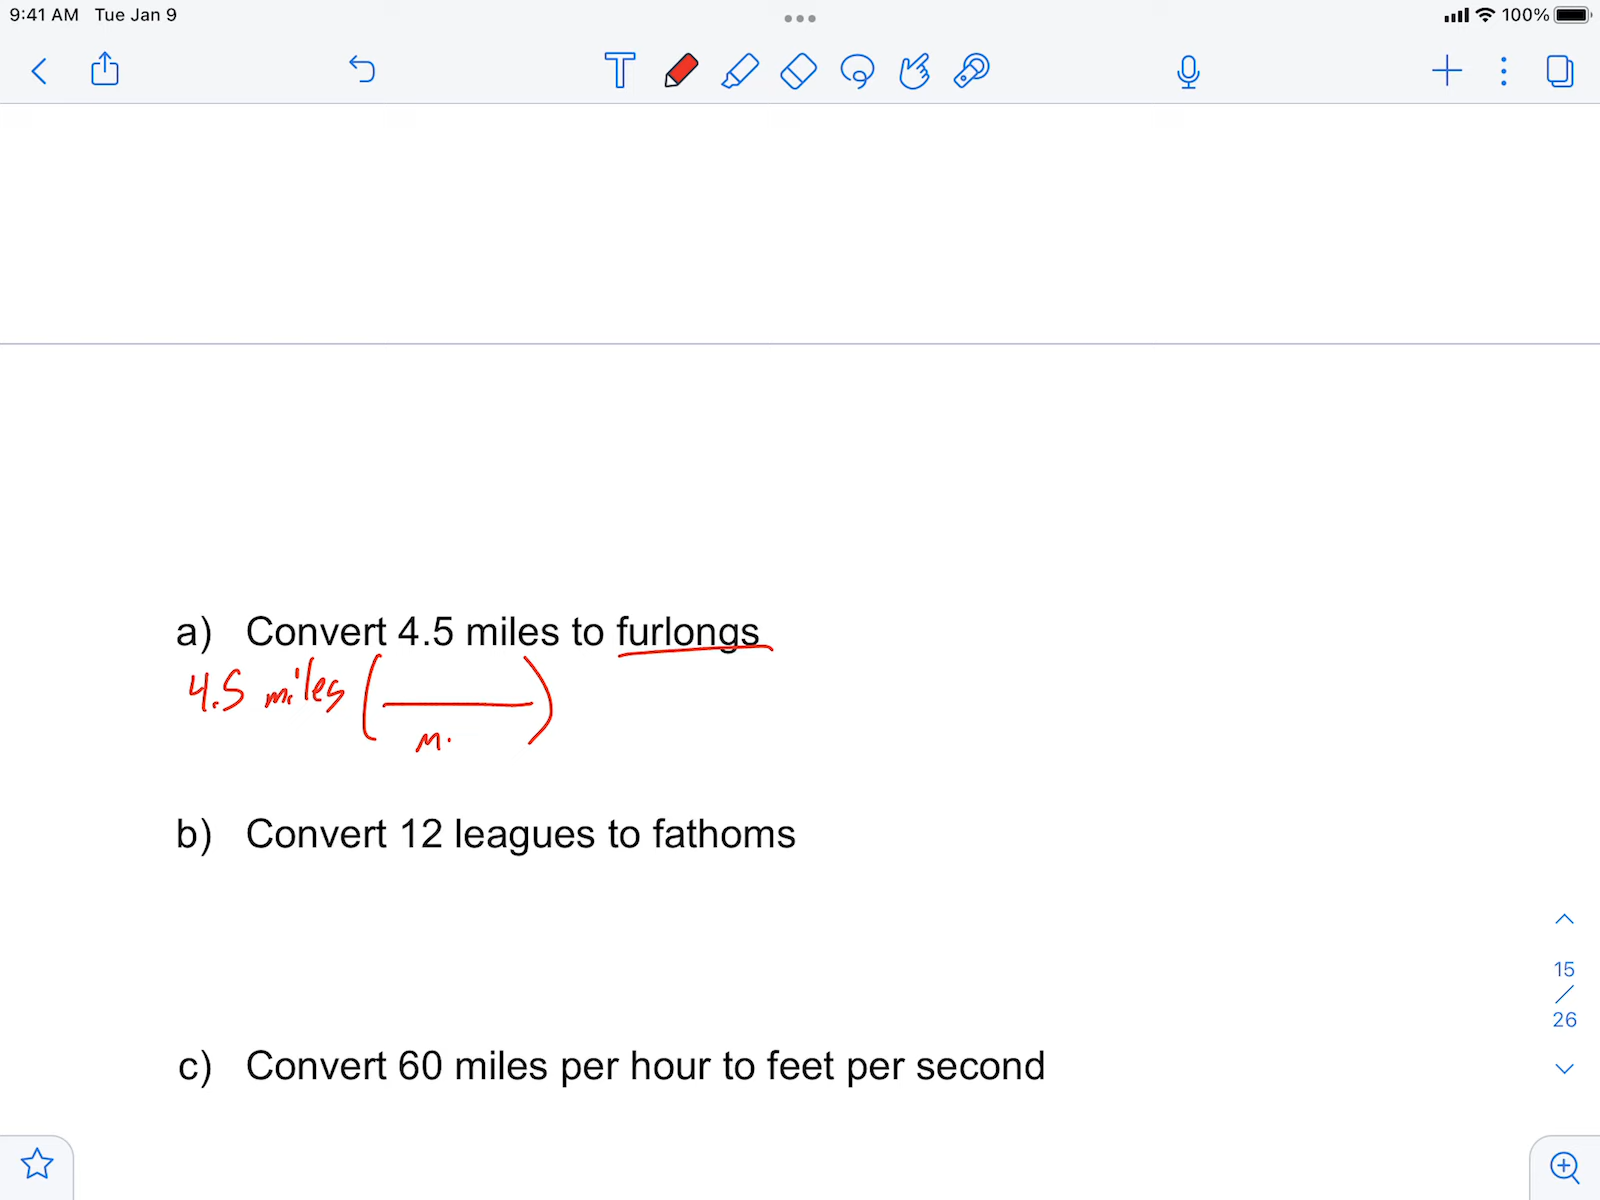 9:41 AM Tue Jan 9
100%
T
a) Convert 4.5 miles to furlongs
4.5 miles ( )
Mi
b) Convert 12 leagues to fathoms
15
/
26
c) Convert 60 miles per hour to feet per second